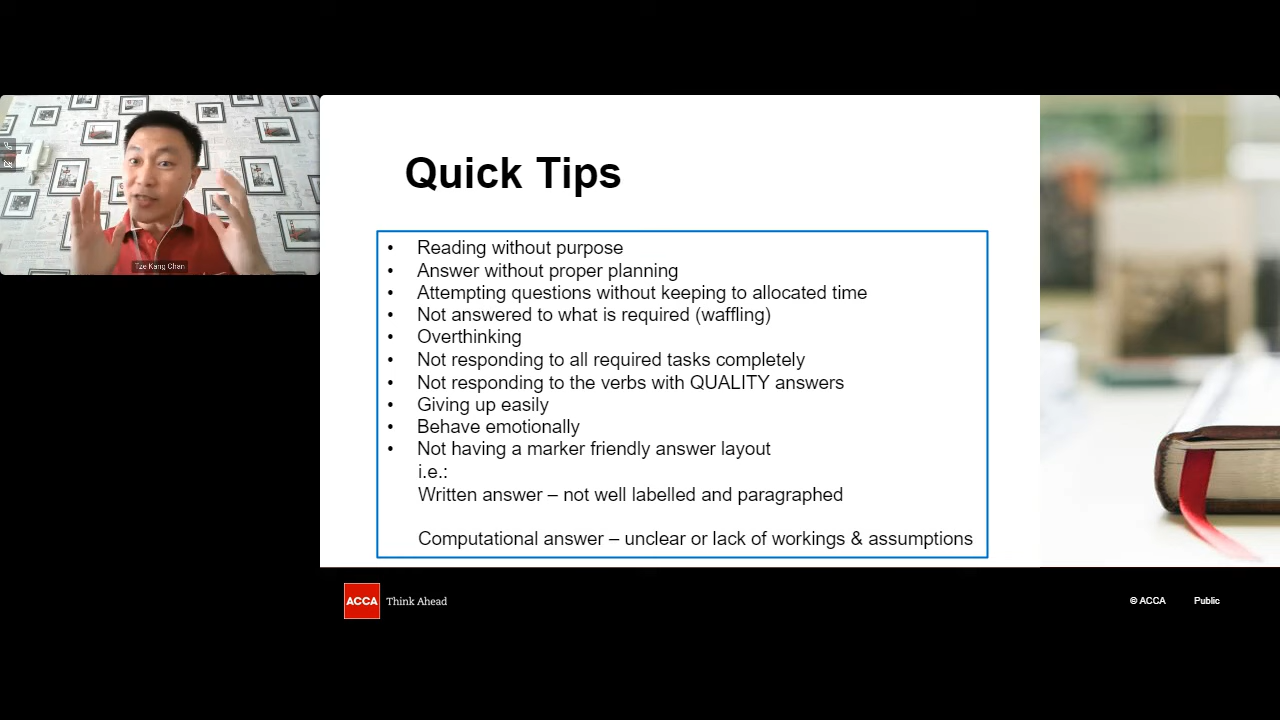 Tze Kang Chan
Quick Tips
• Reading without purpose
• Answer without proper planning
• Attempting questions without keeping to allocated time
• Not answered to what is required (waffling)
• Overthinking
• Not responding to all required tasks completely
• Not responding to the verbs with QUALITY answers
• Giving up easily
• Behave emotionally
• Not having a marker friendly answer layout
i.e.:
Written answer – not well labelled and paragraphed
Computational answer – unclear or lack of workings & assumptions
ACCA Think Ahead
© ACCA Public